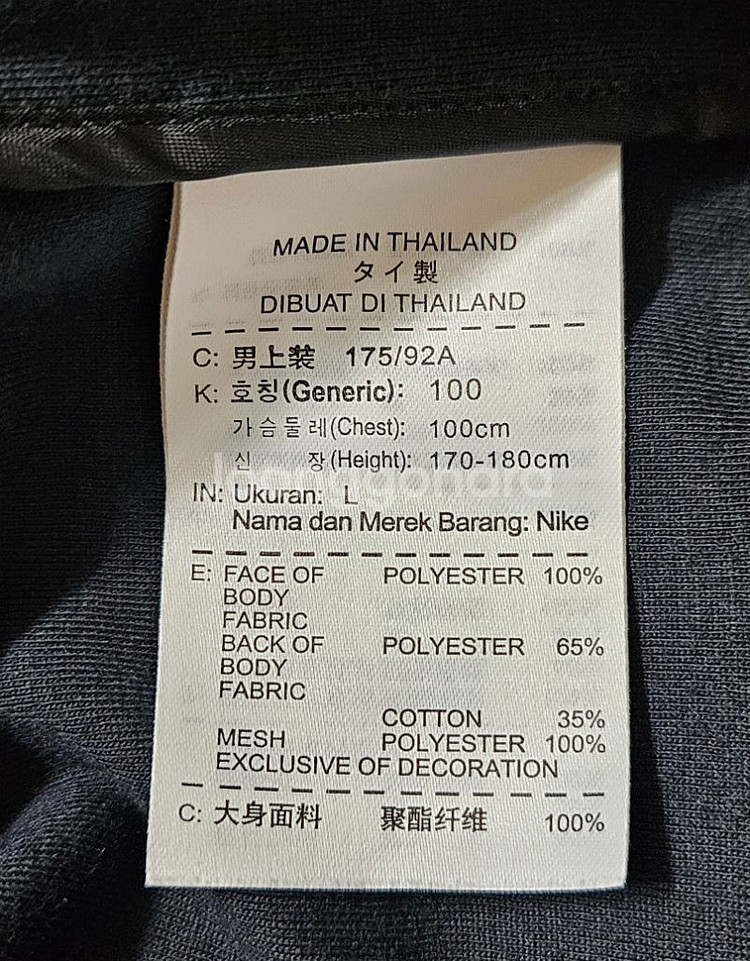 MADE IN THAILAND
タイ製
DIBUAT DI THAILAND
C: 男上装 175/92A
K: 호칭(Generic): 100
가슴둘레(Chest): 100cm
신 장(Height): 170-180cm
IN: Ukuran: L
Nama dan Merek Barang: Nike
E: FACE OF POLYESTER 100%
BODY
FABRIC
BACK OF POLYESTER 65%
BODY
FABRIC
COTTON 35%
MESH POLYESTER 100%
EXCLUSIVE OF DECORATION
C: 大身面料 聚酯纤维 100%